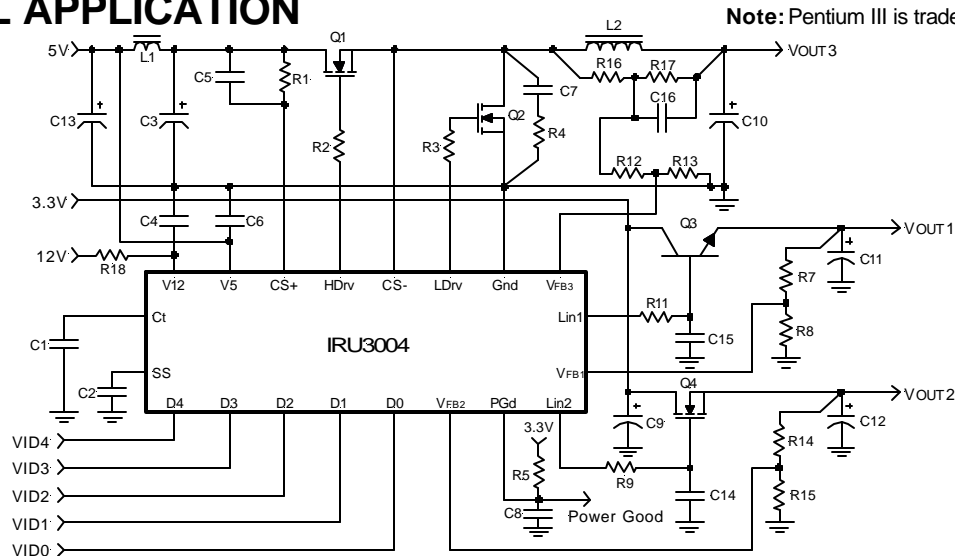 L APPLICATION
Note: Pentium III is trade
5V
L1
Q1
L2
VOUT3
C5
R1
R16
R17
C7
C16
C13
C3
Q2
C10
R2
R3
R4
R12
R13
3.3V
C4
C6
Q3
VOUT1
12V
R18
C11
R7
V12
V5
CS+
HDrv
CS-
LDrv
Gnd
VFB3
Ct
Lin1
R11
R8
C1
IRU3004
C15
SS
VFB1
C2
Q4
D4
D3
D2
D1
D0
VFB2
PGd
Lin2
VOUT2
3.3V
C9
C12
R14
VID4
VID3
R5
R9
VID2
C14
R15
VID1
C8
Power Good
VID0